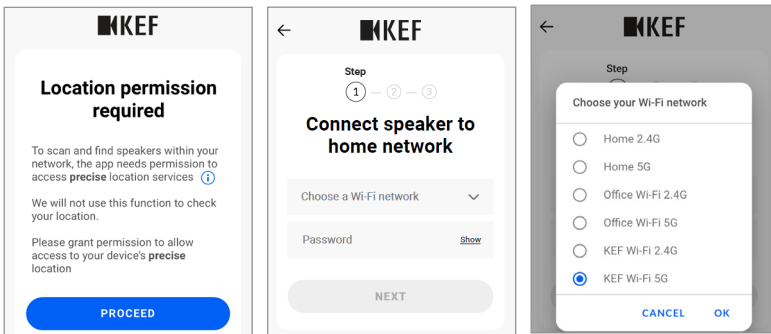 KEF
Location permission
required
To scan and find speakers within your
network, the app needs permission to
access precise location services
We will not use this function to check
your location.
Please grant permission to allow
access to your device's precise
location
PROCEED
KEF
Step
1 2 3
Connect speaker to
home network
Choose a Wi-Fi network
Password Show
NEXT
KEF
Step
Choose your Wi-Fi network
Home 2.4G
Home 5G
Office Wi-Fi 2.4G
Office Wi-Fi 5G
KEF Wi-Fi 2.4G
KEF Wi-Fi 5G
CANCEL OK